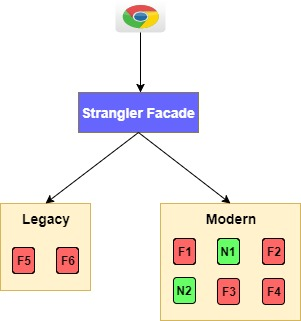 Strangler Facade
Legacy
F5 F6
Modern
F1 N1 F2
N2 F3 F4